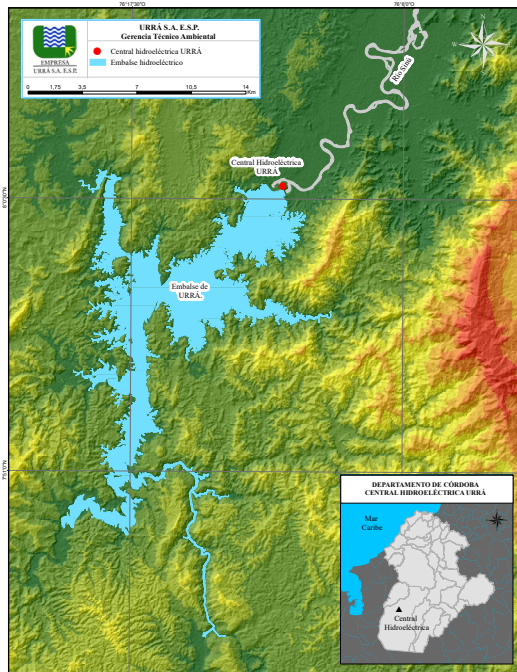 76°17'30"O
76°8'0"O
URRÁ S.A. E.S.P.
Gerencia Técnico Ambiental
Central hidroeléctrica URRÁ
Embalse hidroeléctrico
EMPRESA
URRÁ S.A. E.S.P.
0 1,75 3,5 7 10,5 14
Km
N
W
Río Sinú
Central Hidroeléctrica
URRÁ
Embalse de
URRÁ
DEPARTAMENTO DE CÓRDOBA
CENTRAL HIDROELÉCTRICA URRÁ
Mar
Caribe
Central
Hidroeléctrica